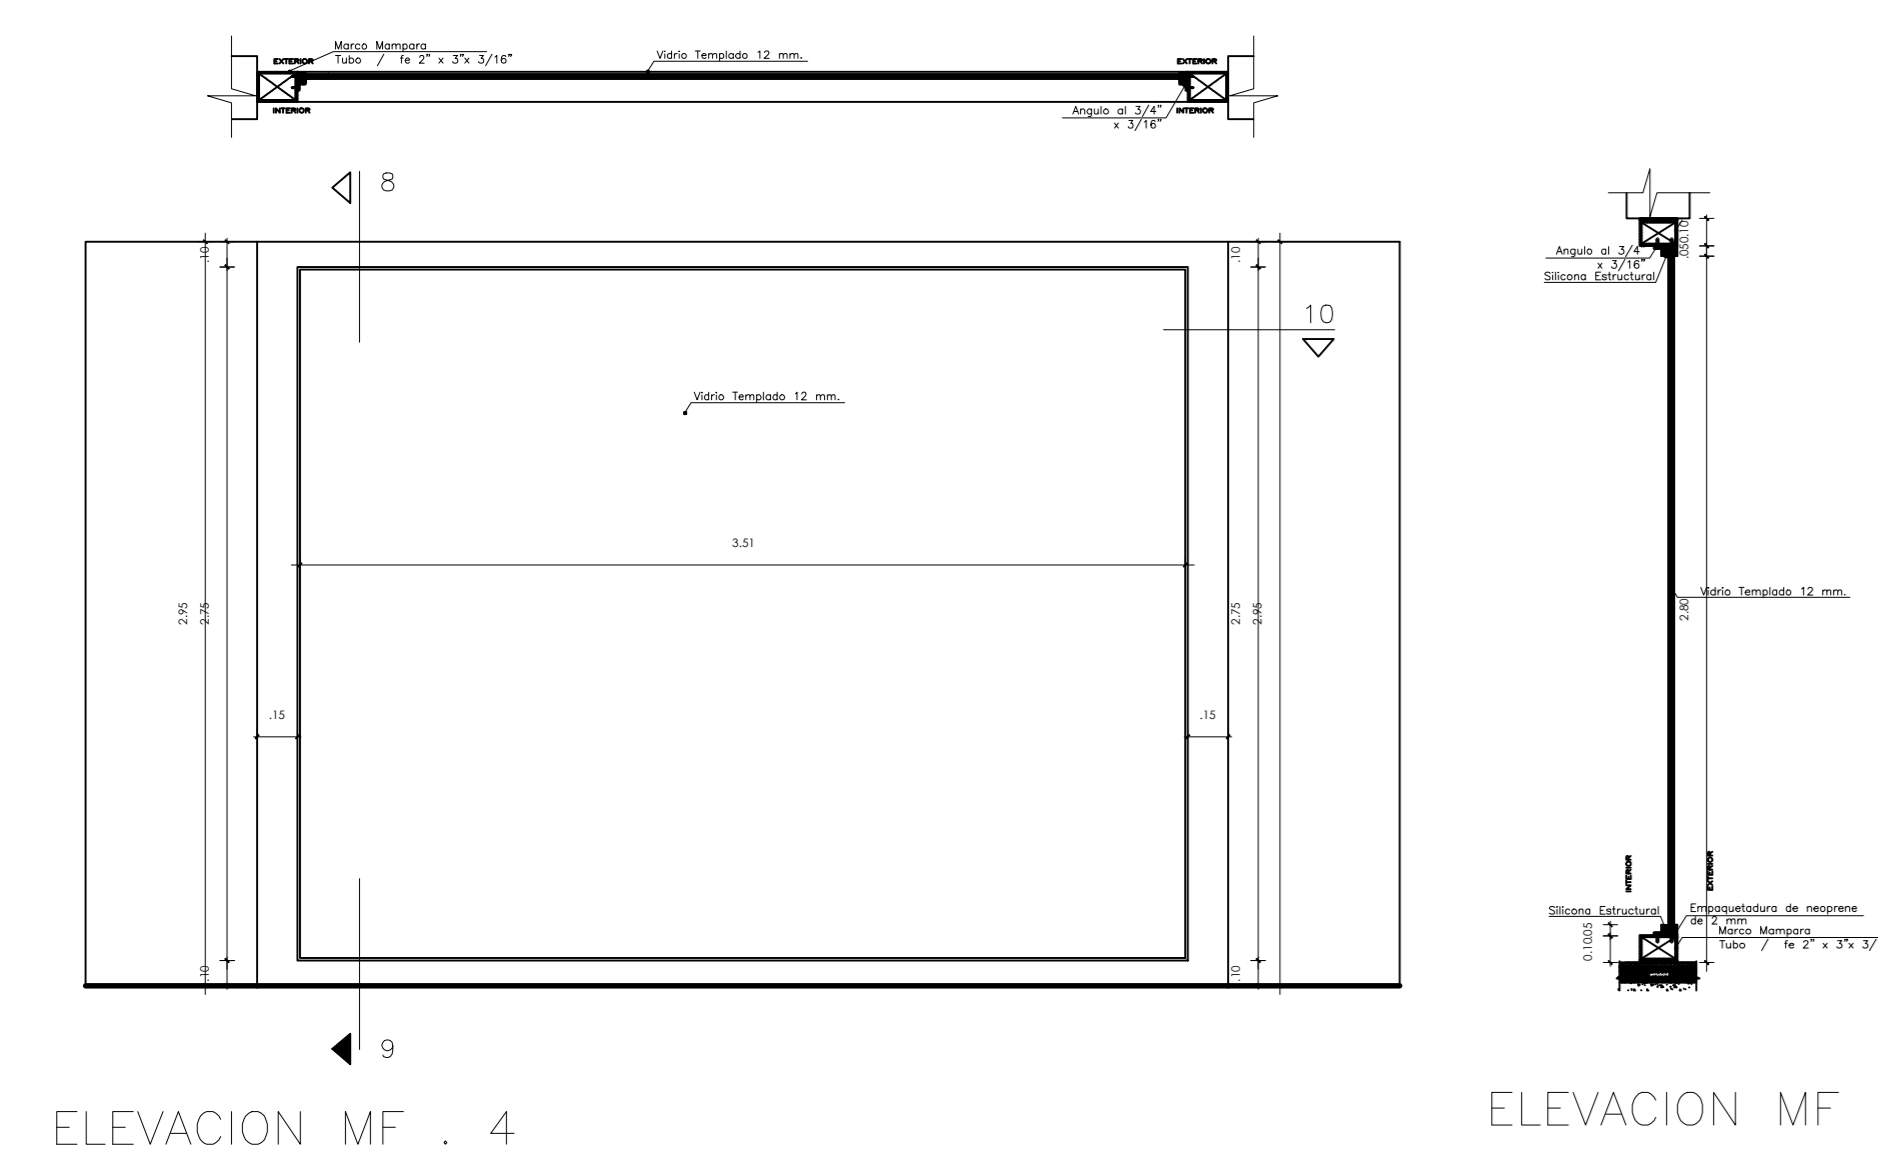 Marco Mampara
Tubo / fe 2" x 3"x 3/16"
EXTERIOR
INTERIOR
Vidrio Templado 12 mm.
EXTERIOR
Angulo al 3/4"
x 3/16"
INTERIOR
8
.10
.10
10
Vidrio Templado 12 mm.
3.51
2.95
2.75
2.75
2.95
.15
.15
.10
.10
9
ELEVACION MF . 4
0.10
.05
Angulo al 3/4"
x 3/16"
Silicona Estructural
Vidrio Templado 12 mm.
2.80
INTERIOR
EXTERIOR
Silicona Estructural
Empaquetadura de neoprene
de 2 mm
Marco Mampara
Tubo / fe 2" x 3"x 3/
.05
0.10
ELEVACION MF